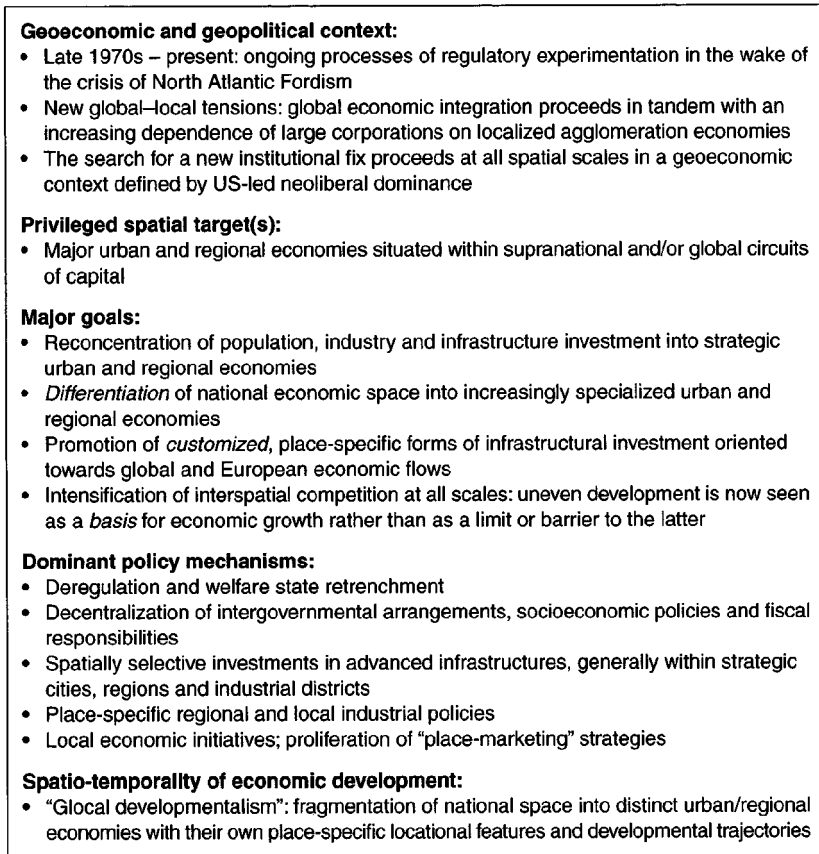 Geoeconomic and geopolitical context:
• Late 1970s – present: ongoing processes of regulatory experimentation in the wake of
the crisis of North Atlantic Fordism
• New global–local tensions: global economic integration proceeds in tandem with an
increasing dependence of large corporations on localized agglomeration economies
• The search for a new institutional fix proceeds at all spatial scales in a geoeconomic
context defined by US-led neoliberal dominance
Privileged spatial target(s):
• Major urban and regional economies situated within supranational and/or global circuits
of capital
Major goals:
• Reconcentration of population, industry and infrastructure investment into strategic
urban and regional economies
• Differentiation of national economic space into increasingly specialized urban and
regional economies
• Promotion of customized, place-specific forms of infrastructural investment oriented
towards global and European economic flows
• Intensification of interspatial competition at all scales: uneven development is now seen
as a basis for economic growth rather than as a limit or barrier to the latter
Dominant policy mechanisms:
• Deregulation and welfare state retrenchment
• Decentralization of intergovernmental arrangements, socioeconomic policies and fiscal
responsibilities
• Spatially selective investments in advanced infrastructures, generally within strategic
cities, regions and industrial districts
• Place-specific regional and local industrial policies
• Local economic initiatives; proliferation of “place-marketing” strategies
Spatio-temporality of economic development:
• “Glocal developmentalism”: fragmentation of national space into distinct urban/regional
economies with their own place-specific locational features and developmental trajectories